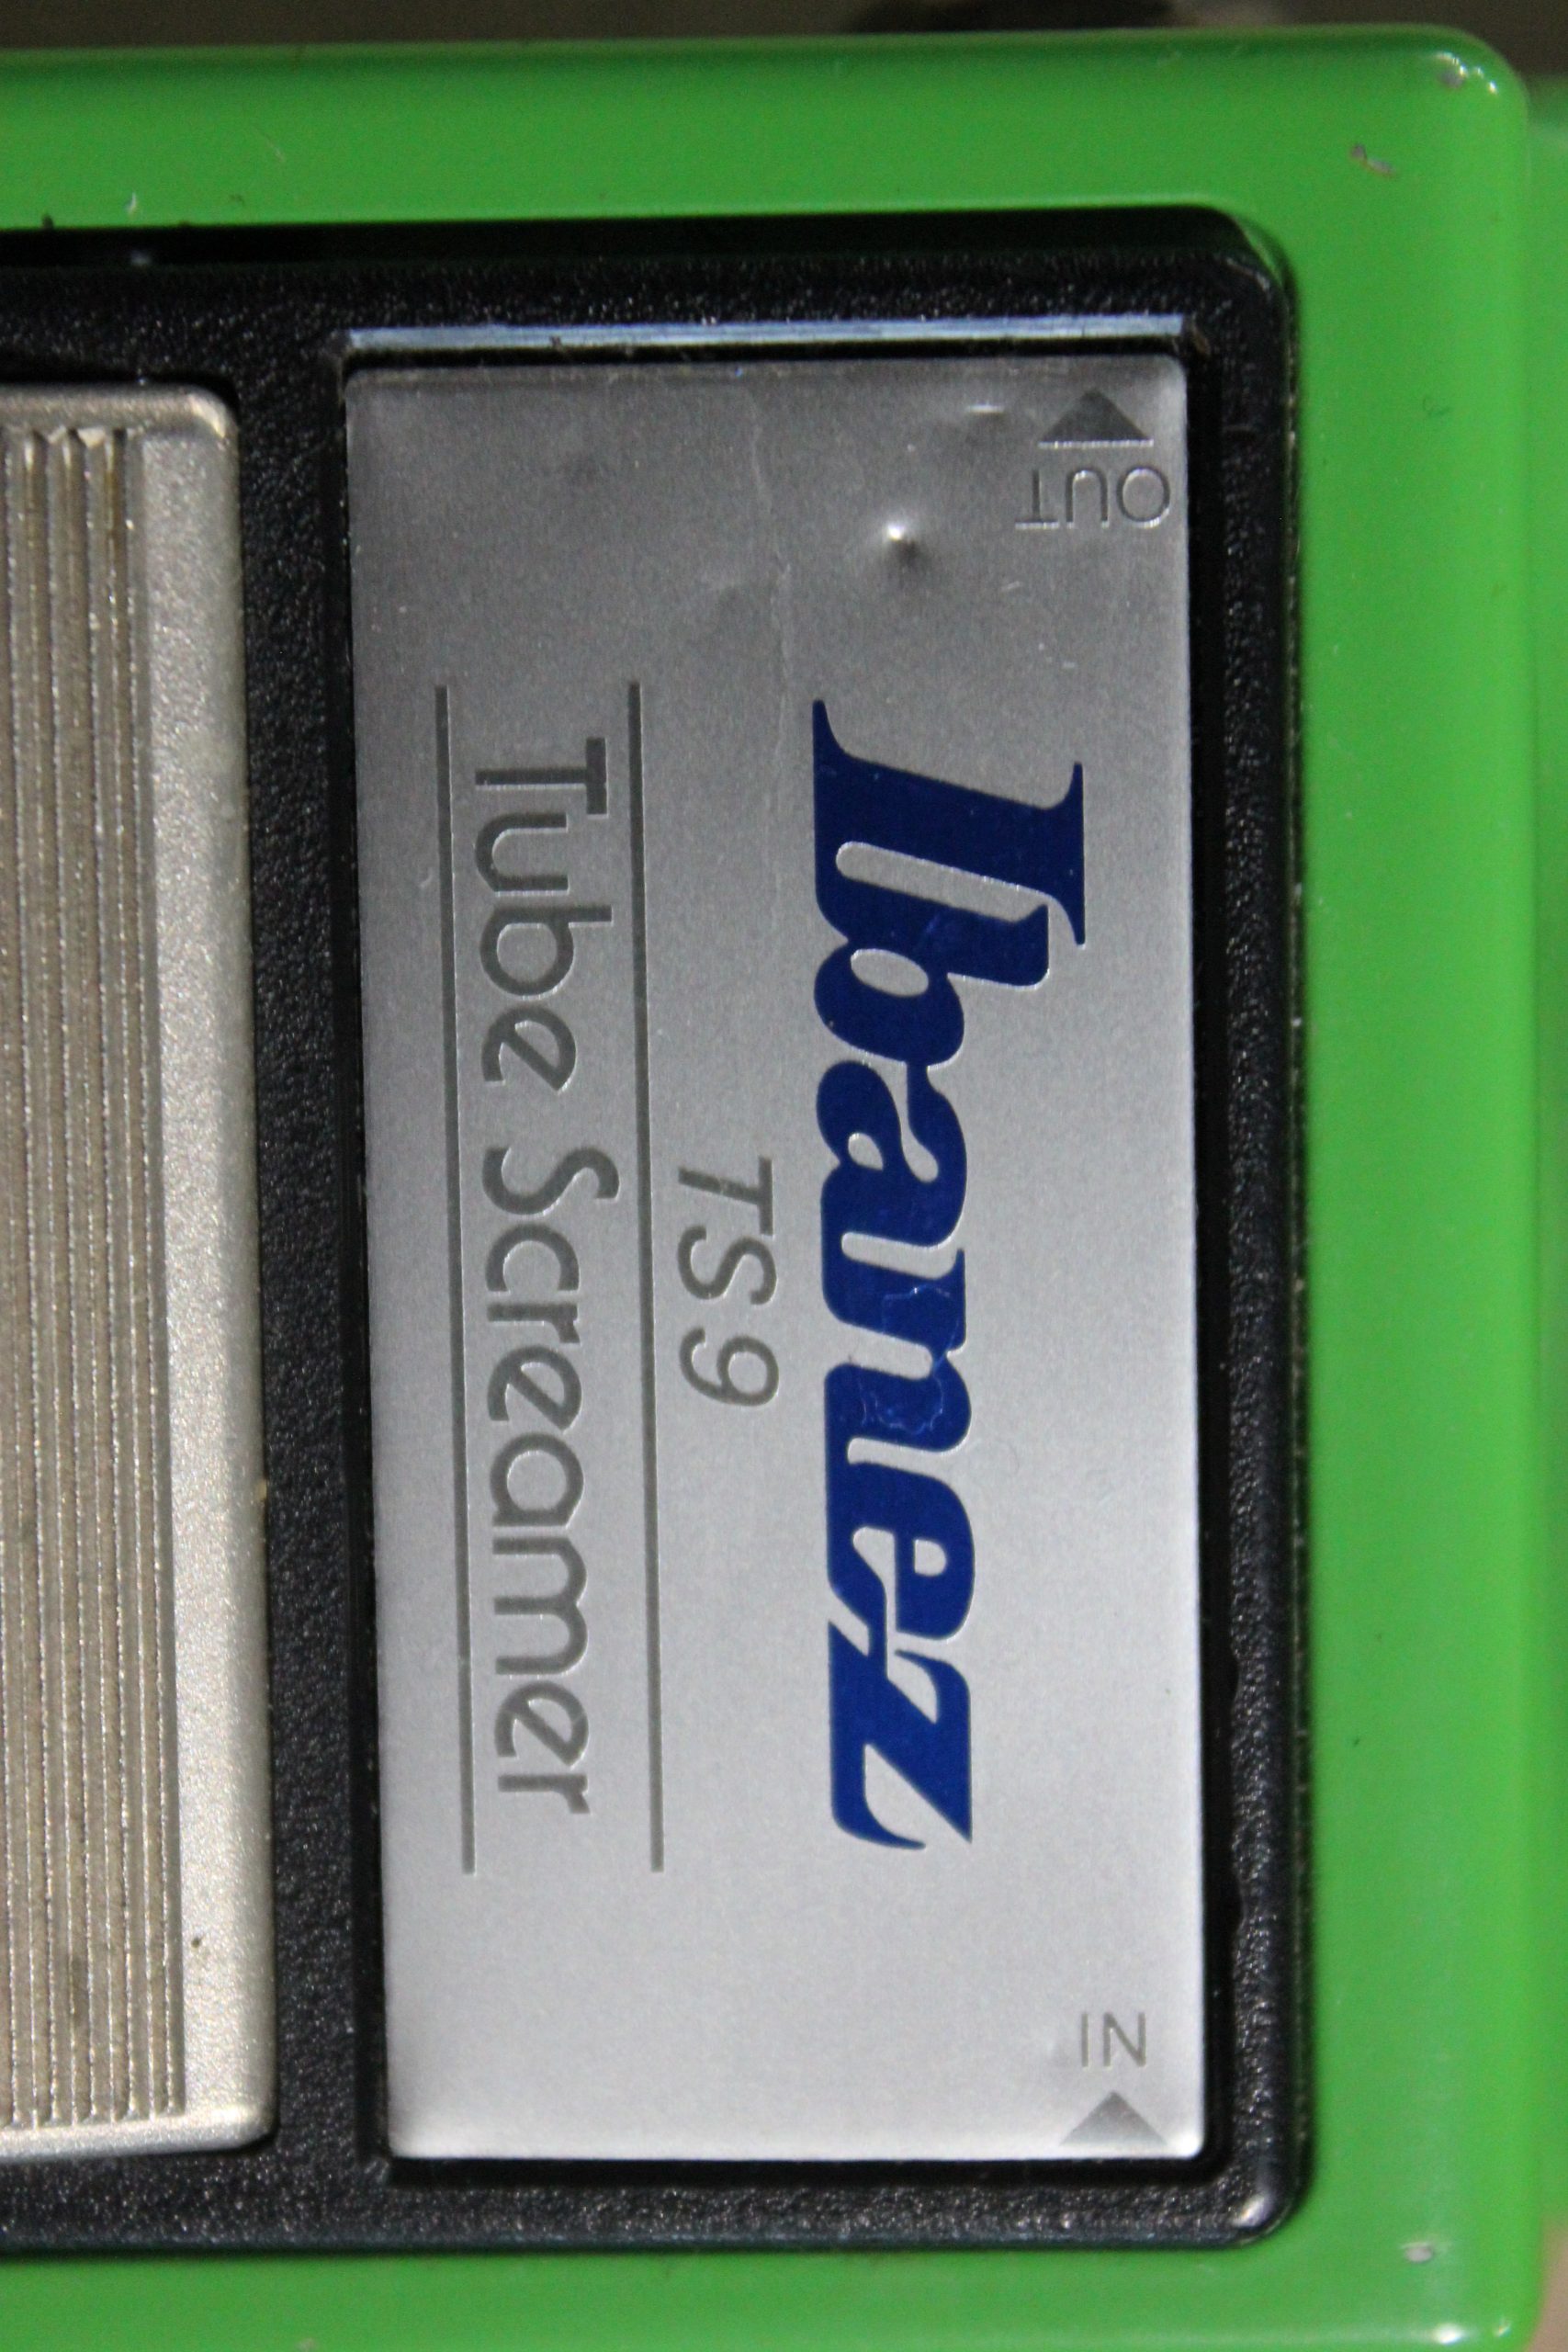 OUT
IN
Ibanez
TS9
Tube Screamer